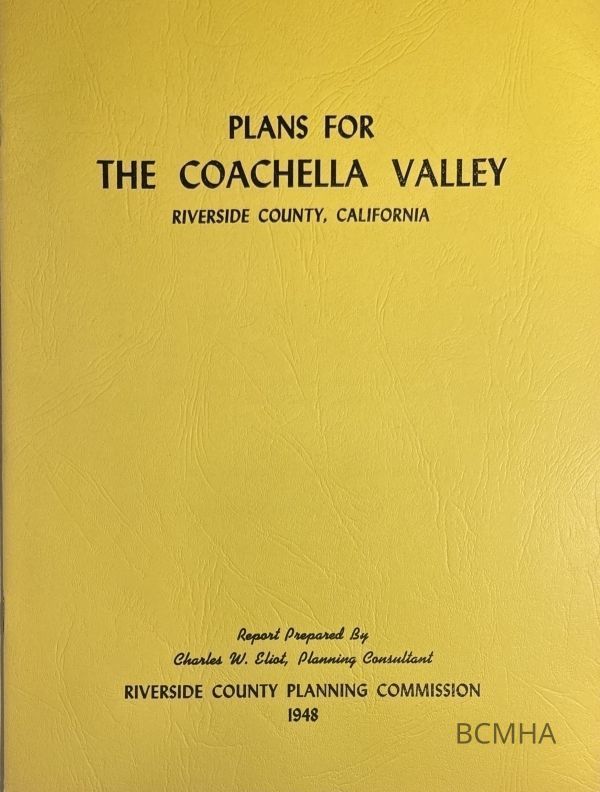 PLANS FOR
THE COACHELLA VALLEY
RIVERSIDE COUNTY, CALIFORNIA
Report Prepared By
Charles W. Eliot, Planning Consultant
RIVERSIDE COUNTY PLANNING COMMISSION
1948
BCMHA